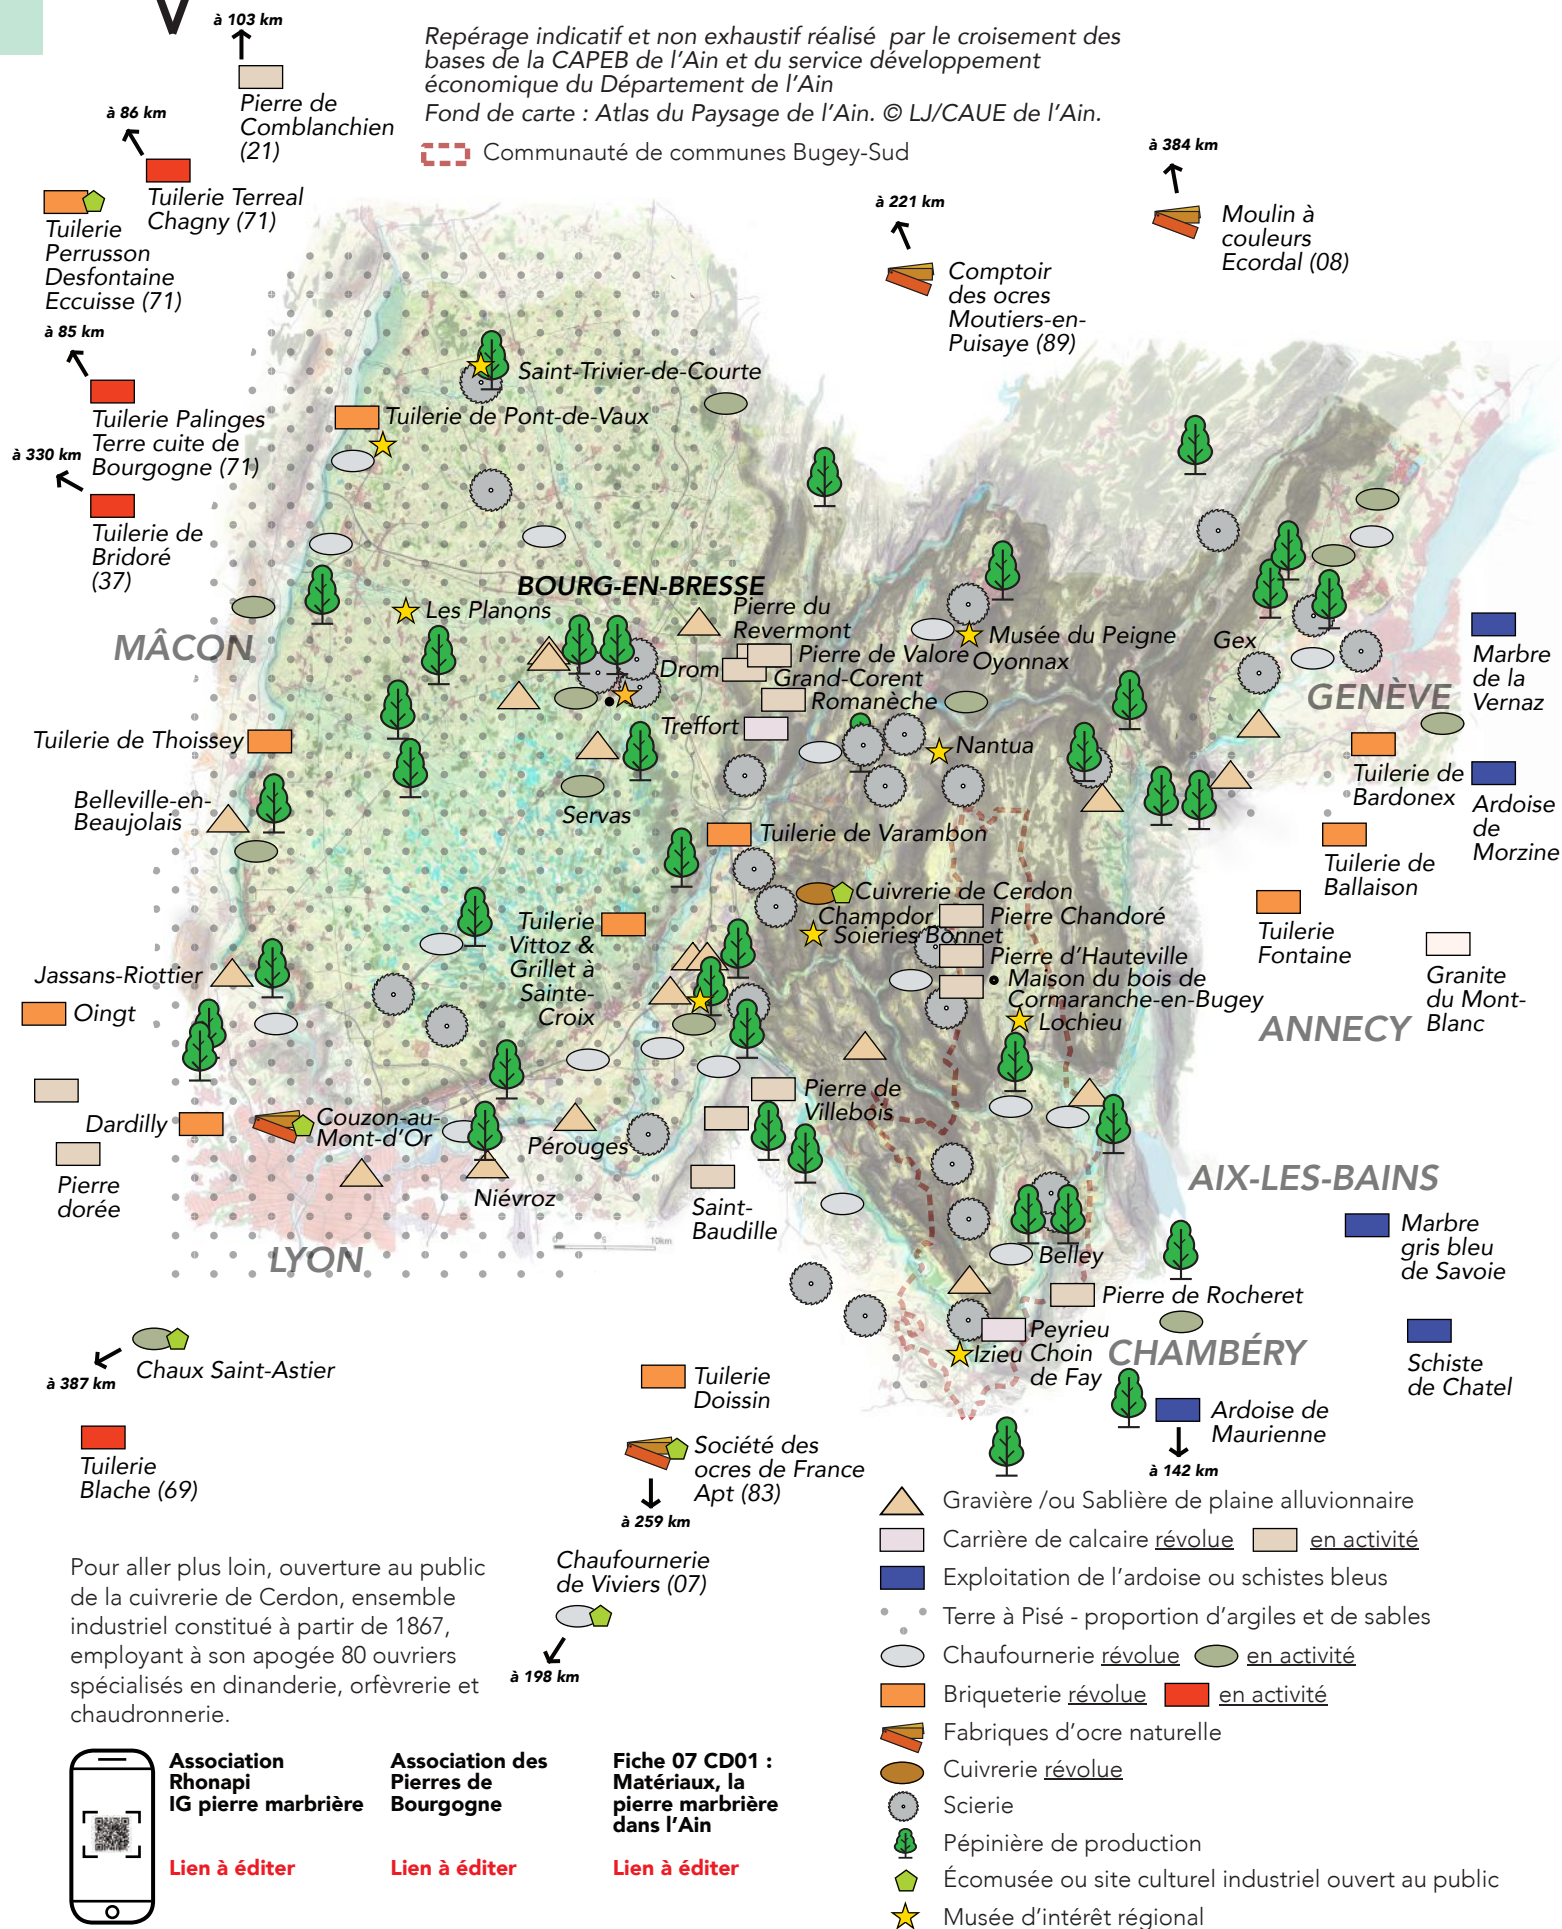 à 103 km
Pierre de
Comblanchien
(21)
Repérage indicatif et non exhaustif réalisé par le croisement des
bases de la CAPEB de l'Ain et du service développement
économique du Département de l'Ain
Fond de carte : Atlas du Paysage de l'Ain. © LJ/CAUE de l'Ain.
Communauté de communes Bugey-Sud
à 86 km
Tuilerie Terreal
Chagny (71)
Tuilerie
Perrusson
Desfontaine
Eccuisse (71)
à 384 km
Moulin à
couleurs
Ecordal (08)
à 221 km
Comptoir
des ocres
Moutiers-en-
Puisaye (89)
à 85 km
Tuilerie Palinges
Terre cuite de
Bourgogne (71)
à 330 km
Tuilerie de
Bridoré
(37)
Saint-Trivier-de-Courte
Tuilerie de Pont-de-Vaux
BOURG-EN-BRESSE
Les Planons
MÂCON
Pierre du
Revermont
Pierre de Valore
Drom
Grand-Corent
Romanèche
Treffort
Musée du Peigne
Oyonnax
Nantua
Gex
GENÈVE
Marbre
de la
Vernaz
Tuilerie de Thoissey
Belleville-en-
Beaujolais
Servas
Tuilerie de Varambon
Tuilerie de
Bardonex
Ardoise
de
Morzine
Tuilerie de
Ballaison
Tuilerie
Fontaine
Granite
du Mont-
Blanc
Cuivrerie de Cerdon
Champdor
Pierre Chandoré
Soieries Bonnet
Pierre d'Hauteville
Maison du bois de
Cormaranche-en-Bugey
Lochieu
ANNECY
Tuilerie
Vittoz &
Grillet à
Sainte-
Croix
Jassans-Riottier
Oingt
Dardilly
Couzon-au-
Mont-d'Or
Pierre
dorée
Pérouges
Niévroz
Pierre de
Villebois
Saint-
Baudille
LYON
0 5 10km
AIX-LES-BAINS
Marbre
gris bleu
de Savoie
Belley
Pierre de Rocheret
Peyrieu
Choin
de Fay
Izieu
CHAMBÉRY
Schiste
de Chatel
Ardoise de
Maurienne
à 142 km
Chaux Saint-Astier
à 387 km
Tuilerie
Blache (69)
Tuilerie
Doissin
Société des
ocres de France
Apt (83)
à 259 km
Chaufournerie
de Viviers (07)
à 198 km
Pour aller plus loin, ouverture au public
de la cuivrerie de Cerdon, ensemble
industriel constitué à partir de 1867,
employant à son apogée 80 ouvriers
spécialisés en dinanderie, orfèvrerie et
chaudronnerie.
Association
Rhonapi
IG pierre marbrière
Lien à éditer
Association des
Pierres de
Bourgogne
Lien à éditer
Fiche 07 CD01 :
Matériaux, la
pierre marbrière
dans l'Ain
Lien à éditer
Gravière /ou Sablière de plaine alluvionnaire
Carrière de calcaire révolue en activité
Exploitation de l'ardoise ou schistes bleus
Terre à Pisé - proportion d'argiles et de sables
Chaufournerie révolue en activité
Briqueterie révolue en activité
Fabriques d'ocre naturelle
Cuivrerie révolue
Scierie
Pépinière de production
Écomusée ou site culturel industriel ouvert au public
Musée d'intérêt régional